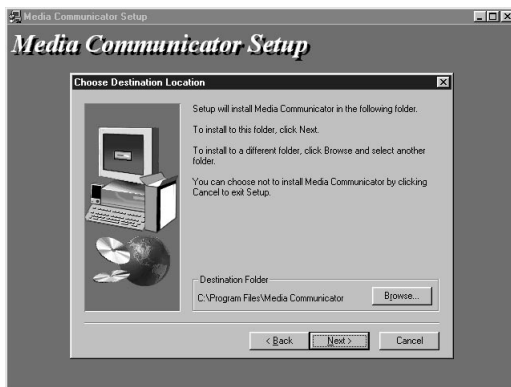 Media Communicator Setup
Media Communicator Setup
Choose Destination Location
Setup will install Media Communicator in the following folder.
To install to this folder, click Next.
To install to a different folder, click Browse and select another
folder.
You can choose not to install Media Communicator by clicking
Cancel to exit Setup.
Destination Folder
C:\Program Files\Media Communicator
Browse...
< Back
Next >
Cancel